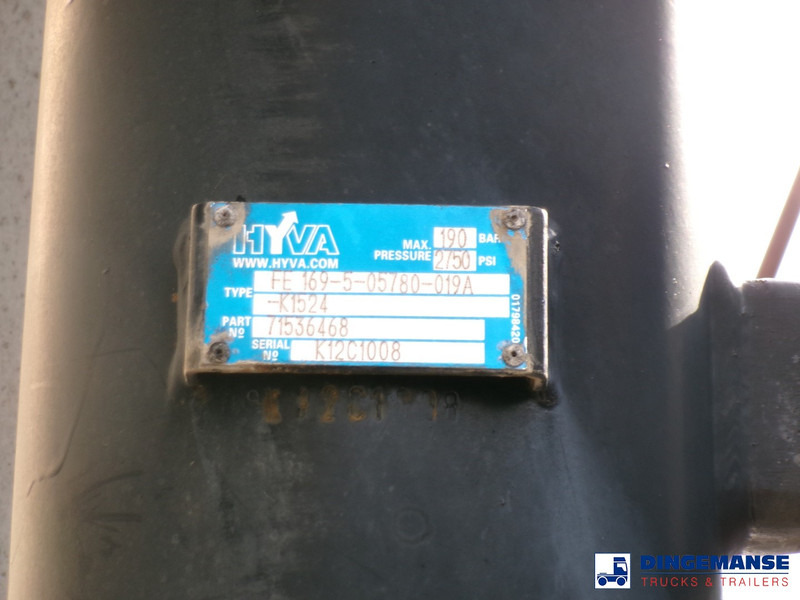 HYVA
WWW.HYVA.COM
MAX. PRESSURE 190 BAR
2750 PSI
TYPE FE 169-5-05780-019A
-K1524
PART Nº 71536468
SERIAL Nº K12C1008
01798420
DINGEMANSE
TRUCKS & TRAILERS